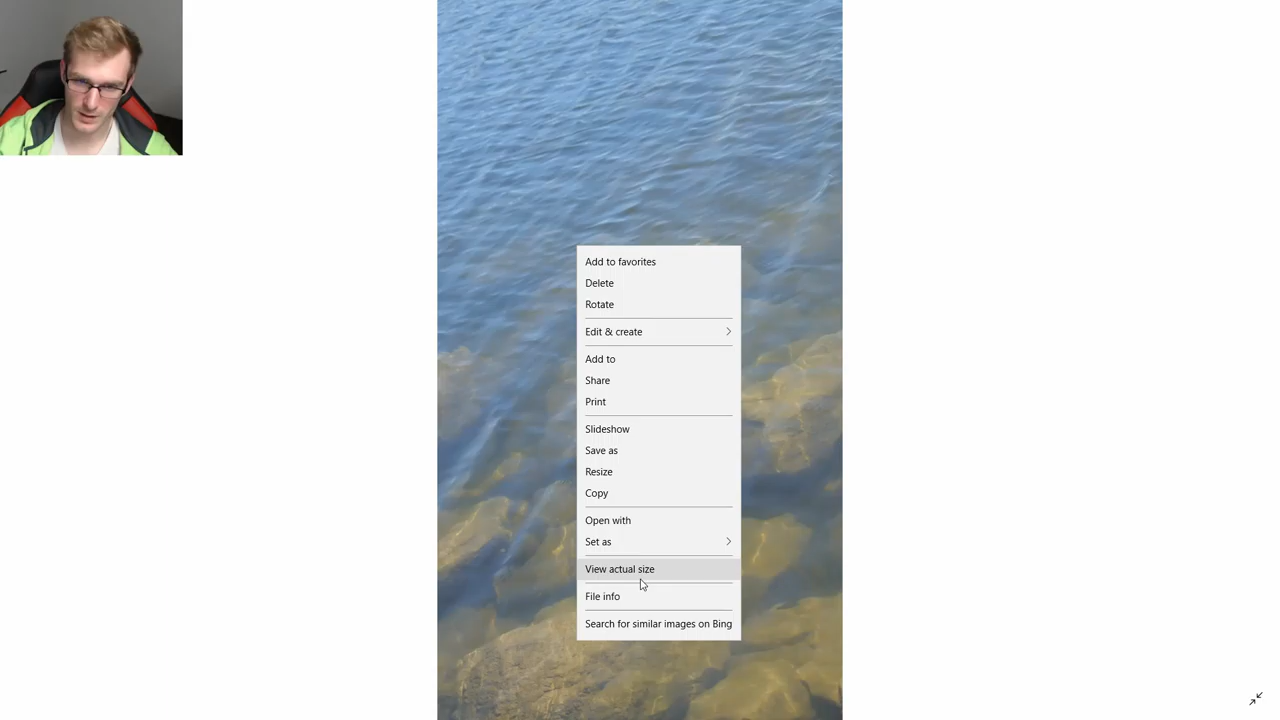 Add to favorites
Delete
Rotate
Edit & create
Add to
Share
Print
Slideshow
Save as
Resize
Copy
Open with
Set as
View actual size
File info
Search for similar images on Bing